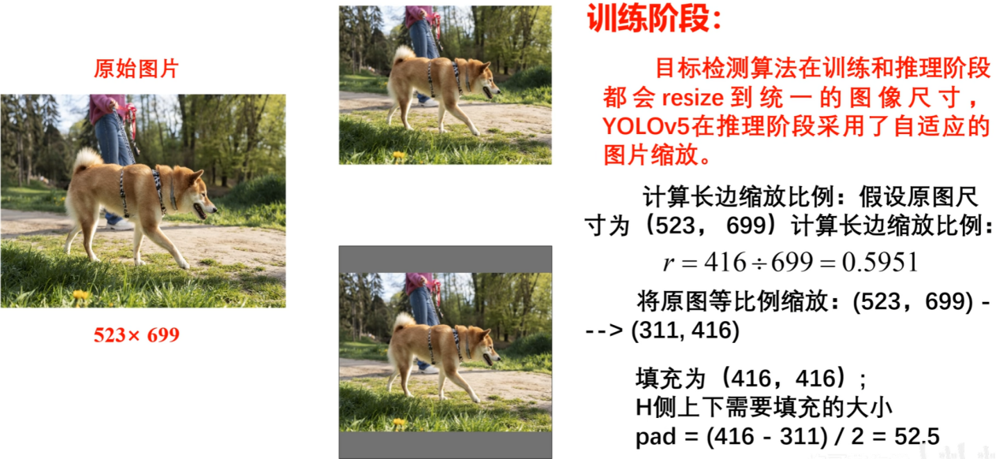 原始图片
523× 699
训练阶段：
目标检测算法在训练和推理阶段
都会resize到统一的图像尺寸，
YOLOv5在推理阶段采用了自适应的
图片缩放。
计算长边缩放比例：假设原图尺
寸为（523， 699）计算长边缩放比例：
r = 416 ÷ 699 = 0.5951
将原图等比例缩放：(523，699) -
--> (311, 416)
填充为（416，416）;
H侧上下需要填充的大小
pad = (416 - 311) / 2 = 52.5